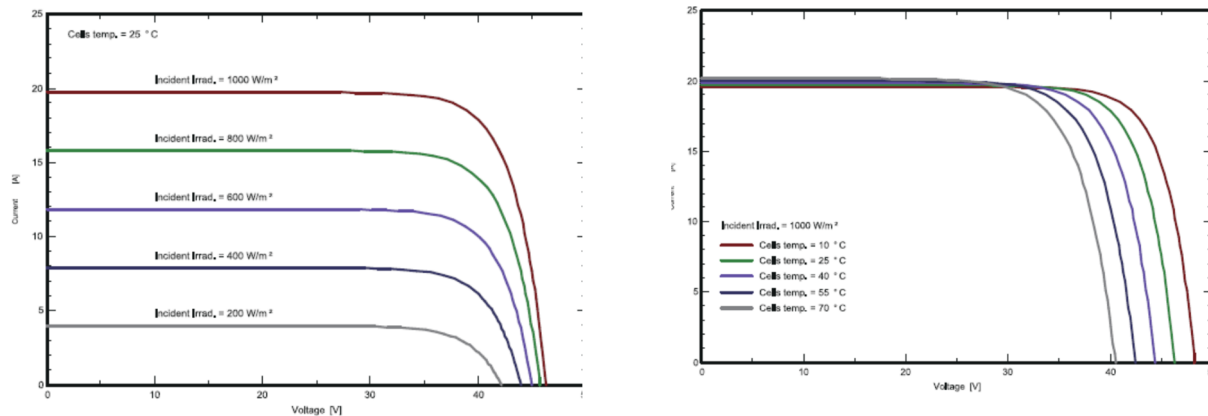 25
Cells temp. = 25 °C
Incident Irrad. = 1000 W/m²
20
Incident Irrad. = 800 W/m²
15
Incident Irrad. = 600 W/m²
Current [A]
10
Incident Irrad. = 400 W/m²
5
Incident Irrad. = 200 W/m²
0
0
10
20
30
40
Voltage [V]
25
20
15
10
Incident Irrad. = 1000 W/m²
Cells temp. = 10 °C
Cells temp. = 25 °C
Cells temp. = 40 °C
Cells temp. = 55 °C
5
Cells temp. = 70 °C
0
0
10
20
30
40
Voltage [V]